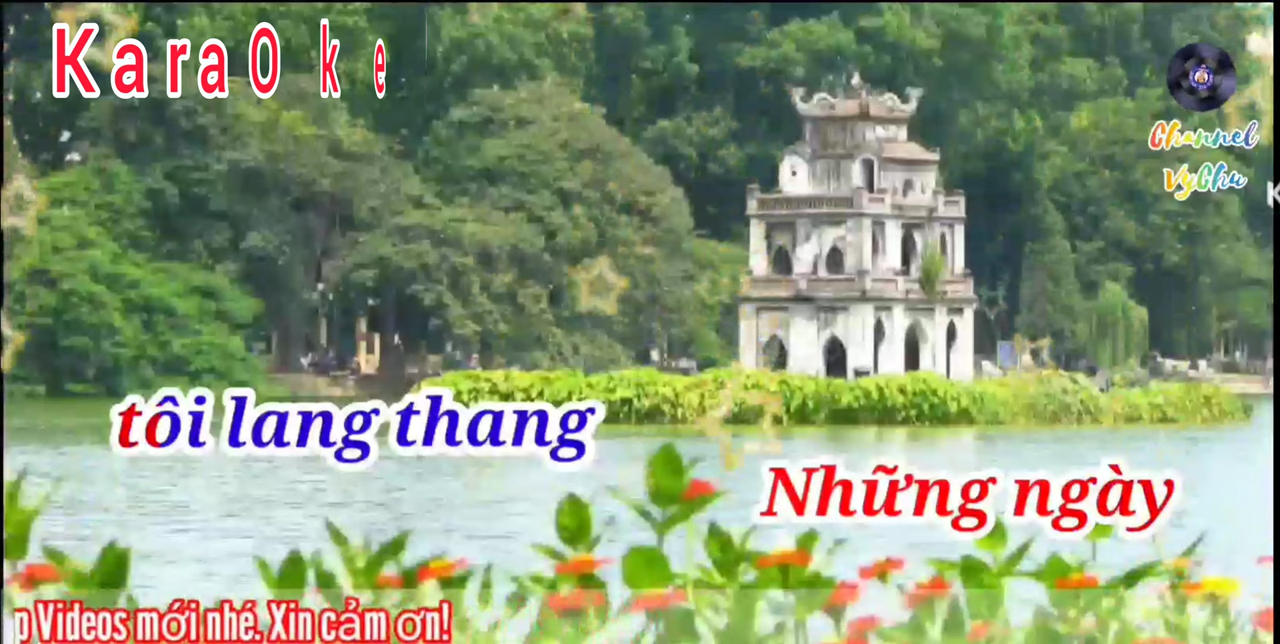 KaraOke
Channel
VyChu
K
tôi lang thang
Những ngày
p Videos mới nhé. Xin cảm ơn!